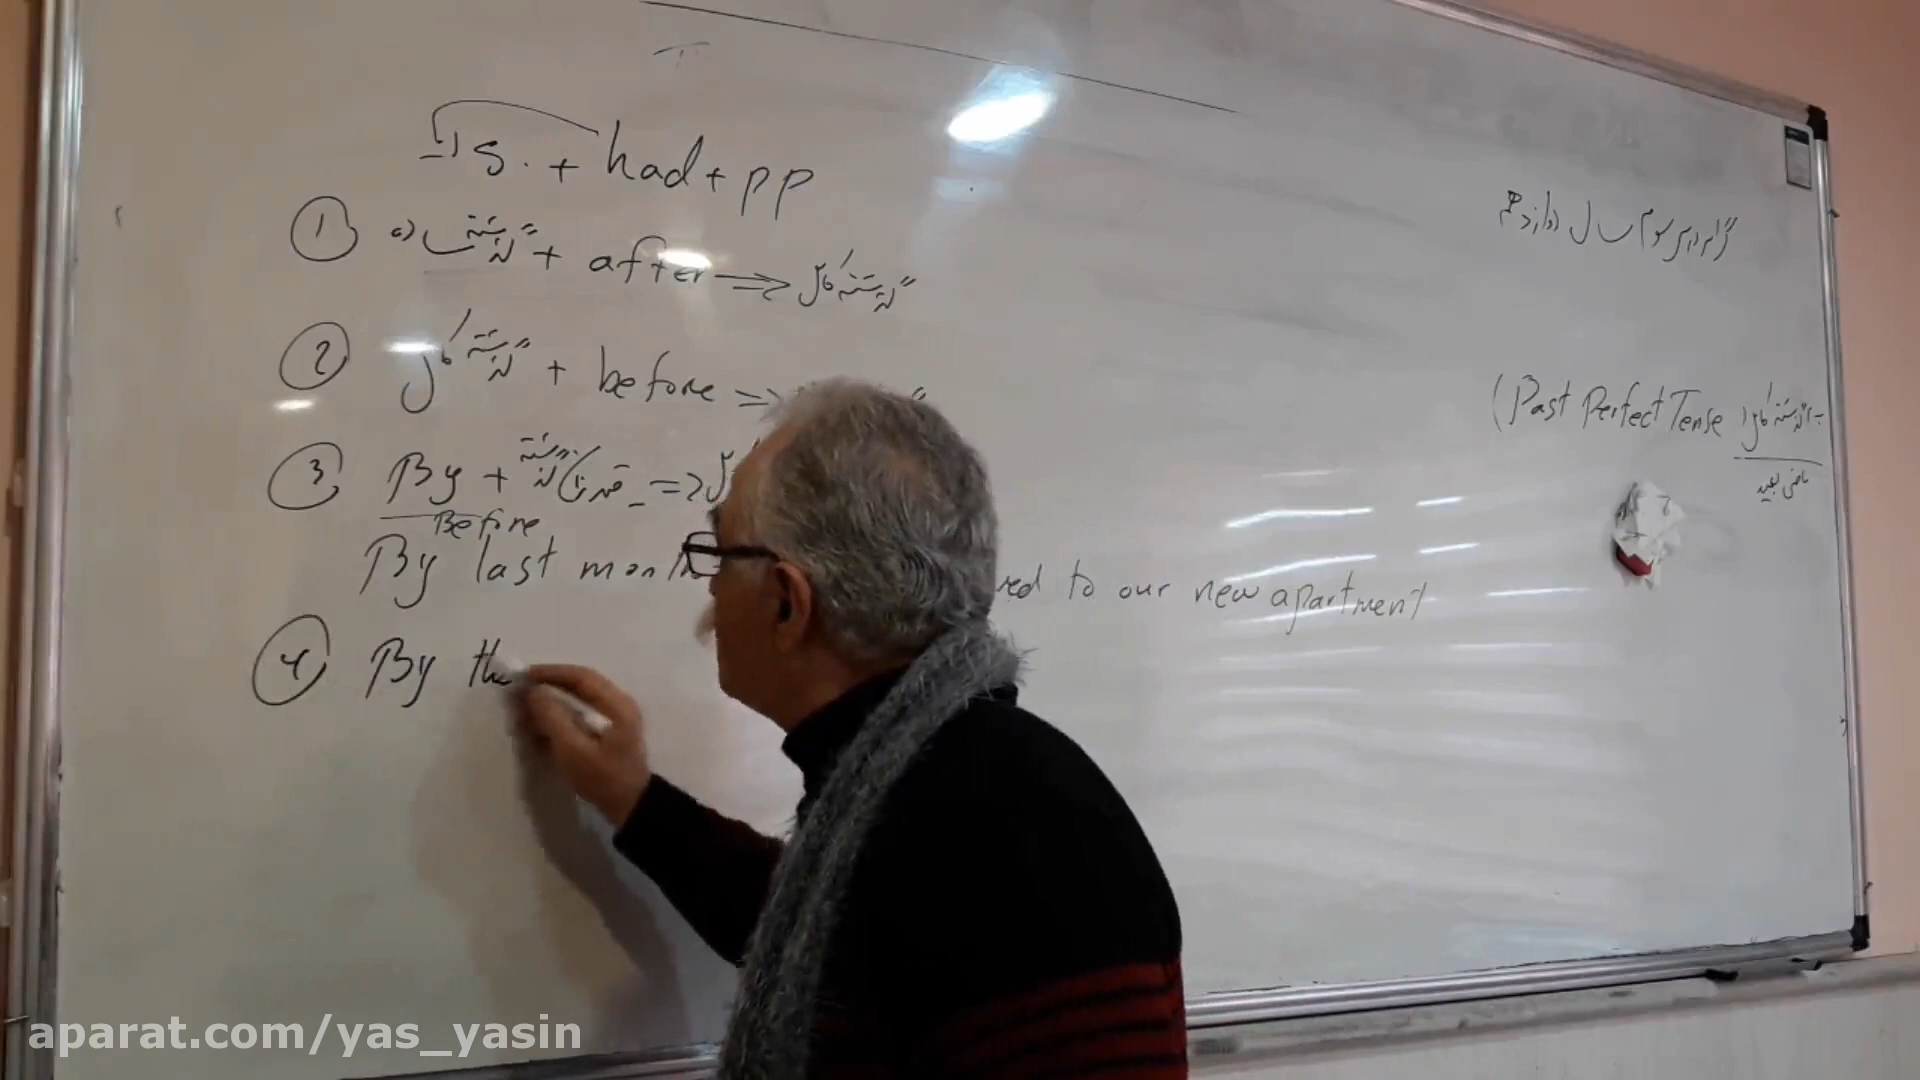 گرامر درس سوم سال دوازدهم
(Past Perfect Tense گذشته کامل)
ماضی بعید
s. + had + pp
① گذشته ساده + after ⇒ گذشته کامل
② گذشته کامل + before ⇒
③ By + قید زمان گذشته ⇒
Before
By last month to our new apartment
④ By the
aparat.com/yas_yasin